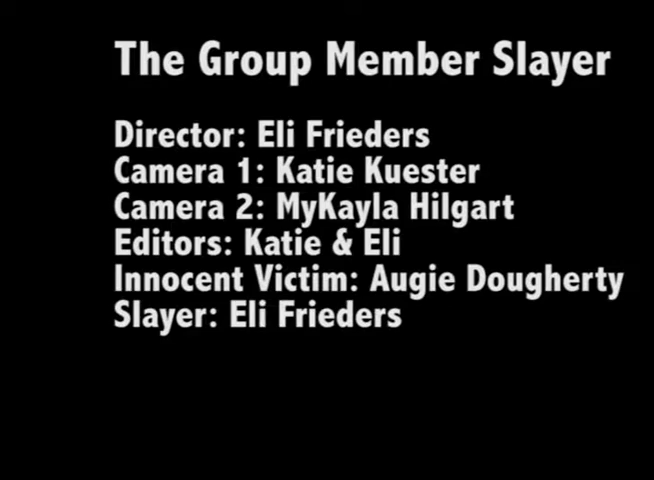 The Group Member Slayer
Director: Eli Frieders
Camera 1: Katie Kuester
Camera 2: MyKayla Hilgart
Editors: Katie & Eli
Innocent Victim: Augie Dougherty
Slayer: Eli Frieders